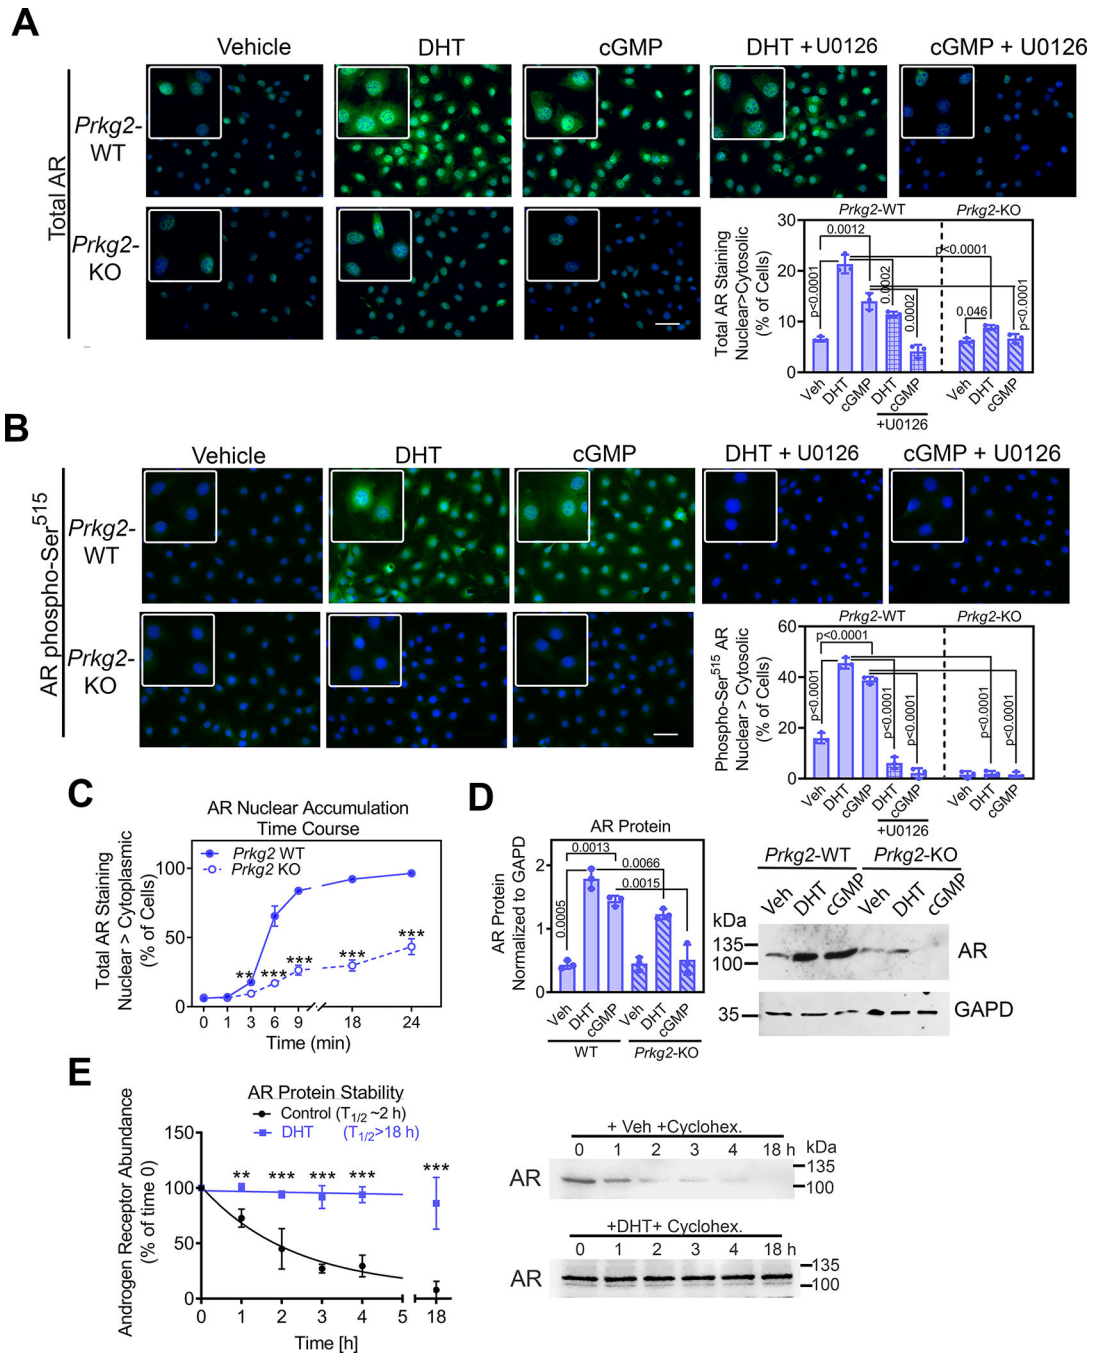 A
Vehicle
DHT
cGMP
DHT + U0126
cGMP + U0126
Total AR
Prkg2-
WT
Prkg2-
KO
Total AR Staining
Nuclear>Cytosolic
(% of Cells)
30
20
10
0
Prkg2-WT
Prkg2-KO
0.0012
p<0.0001
p<0.0001
0.0002
0.0002
0.046
p<0.0001
Veh
DHT
cGMP
DHT
cGMP
+U0126
Veh
DHT
cGMP
B
Vehicle
DHT
cGMP
DHT + U0126
cGMP + U0126
AR phospho-Ser515
Prkg2-
WT
Prkg2-
KO
Phospho-Ser515 AR
Nuclear > Cytosolic
(% of Cells)
60
40
20
0
Prkg2-WT
Prkg2-KO
p<0.0001
p<0.0001
p<0.0001
p<0.0001
p<0.0001
p<0.0001
Veh
DHT
cGMP
DHT
cGMP
+U0126
Veh
DHT
cGMP
C
AR Nuclear Accumulation
Time Course
Prkg2 WT
Prkg2 KO
Total AR Staining
Nuclear > Cytoplasmic
(% of Cells)
100
50
0
** *** *** *** ***
0 1 3 6 9 18 24
Time (min)
D
AR Protein
AR Protein
Normalized to GAPD
2
1
0
0.0013
0.0066
0.0015
0.0005
Veh
DHT
cGMP
Veh
DHT
cGMP
WT
Prkg2-KO
Prkg2-WT
Prkg2-KO
Veh
DHT
cGMP
Veh
DHT
cGMP
kDa
135
100
AR
35
GAPD
E
AR Protein Stability
Control (T1/2 ~2 h)
DHT (T1/2>18 h)
Androgen Receptor Abundance
(% of time 0)
150
100
50
0
** *** *** *** ***
0 1 2 3 4 5 18
Time [h]
+ Veh +Cyclohex.
0 1 2 3 4 18 h
kDa
AR
135
100
+DHT+ Cyclohex.
0 1 2 3 4 18 h
AR
135
100